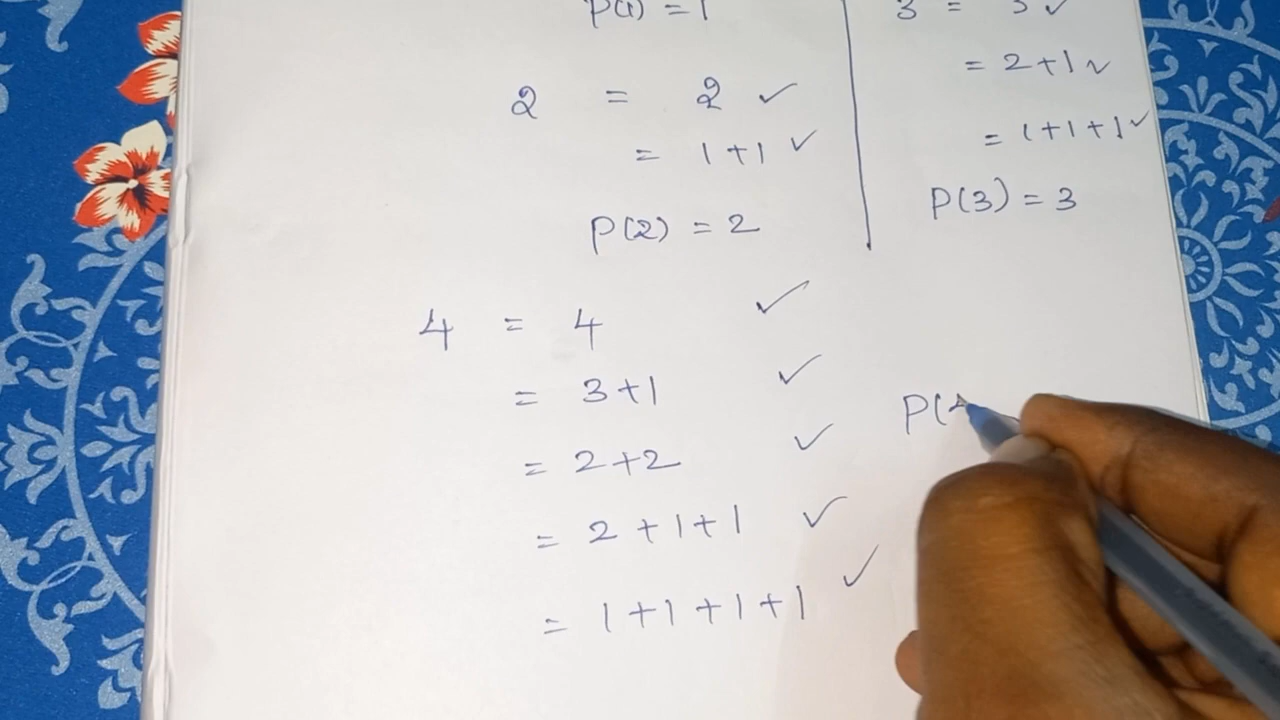 P(1) = 1
2 = 2 ✓
= 1+1 ✓
P(2) = 2
3 = 3 ✓
= 2+1 ✓
= 1+1+1 ✓
P(3) = 3
4 = 4 ✓
= 3+1 ✓
= 2+2 ✓
= 2+1+1 ✓
= 1+1+1+1 ✓
P(4